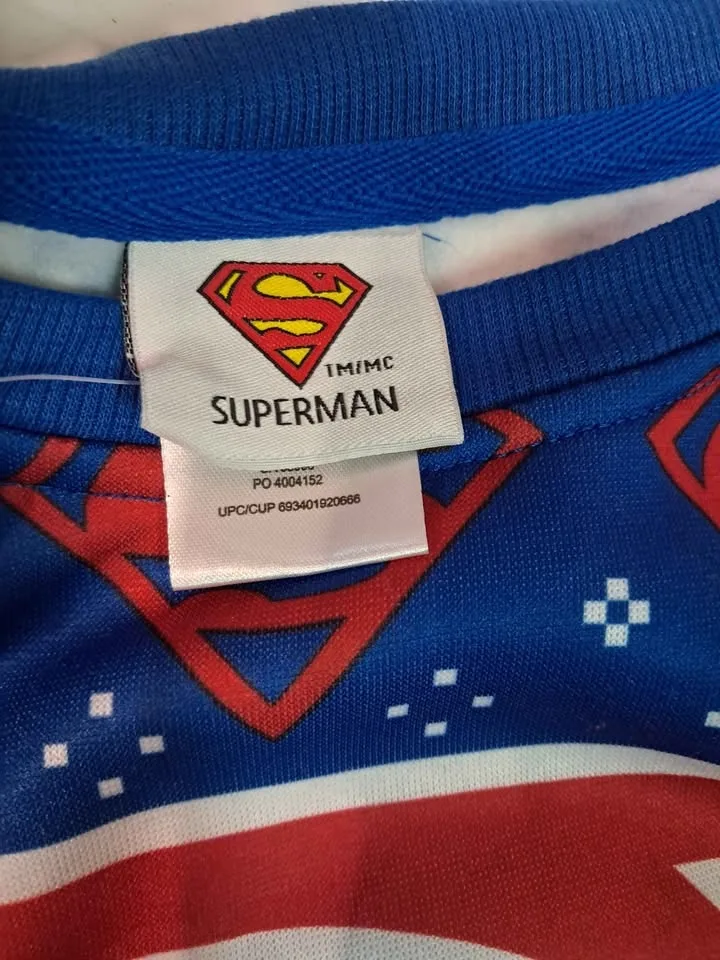 TM/MC
SUPERMAN
PO 4004152
UPC/CUP 693401920666